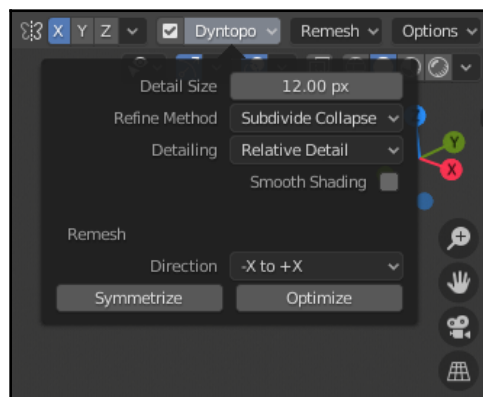 X Y Z Dyntopo Remesh Options
Detail Size 12.00 px
Refine Method Subdivide Collapse
Detailing Relative Detail
Smooth Shading
Remesh
Direction -X to +X
Symmetrize Optimize
Y
X